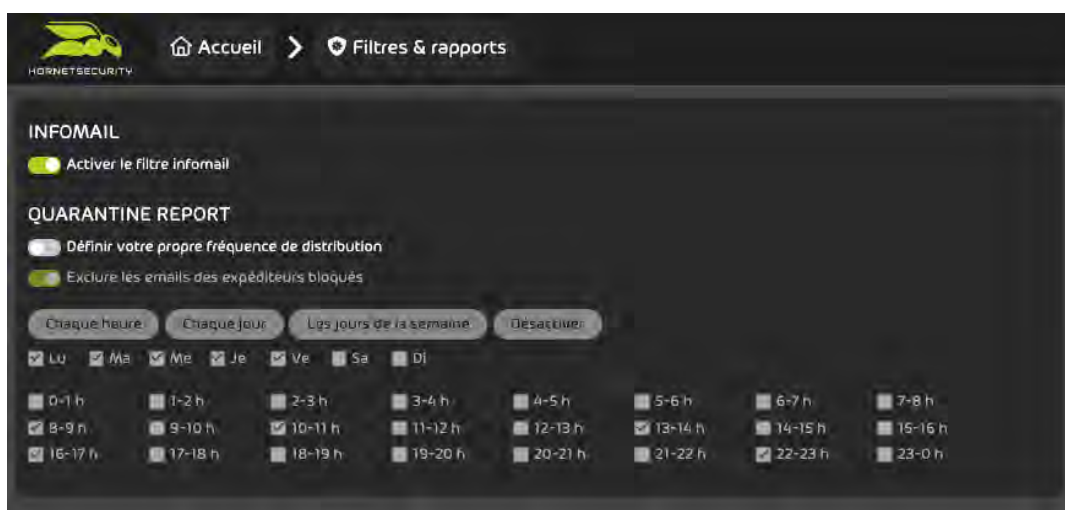 HORNETSECURITY
Accueil > Filtres & rapports
INFOMAIL
Activer le filtre infomail
QUARANTINE REPORT
Définir votre propre fréquence de distribution
Exclure les emails des expéditeurs bloqués
Chaque heure Chaque jour Les jours de la semaine Désactiver
Lu Ma Me Je Ve Sa Di
0-1 h 1-2 h 2-3 h 3-4 h 4-5 h 5-6 h 6-7 h 7-8 h
8-9 h 9-10 h 10-11 h 11-12 h 12-13 h 13-14 h 14-15 h 15-16 h
16-17 h 17-18 h 18-19 h 19-20 h 20-21 h 21-22 h 22-23 h 23-0 h